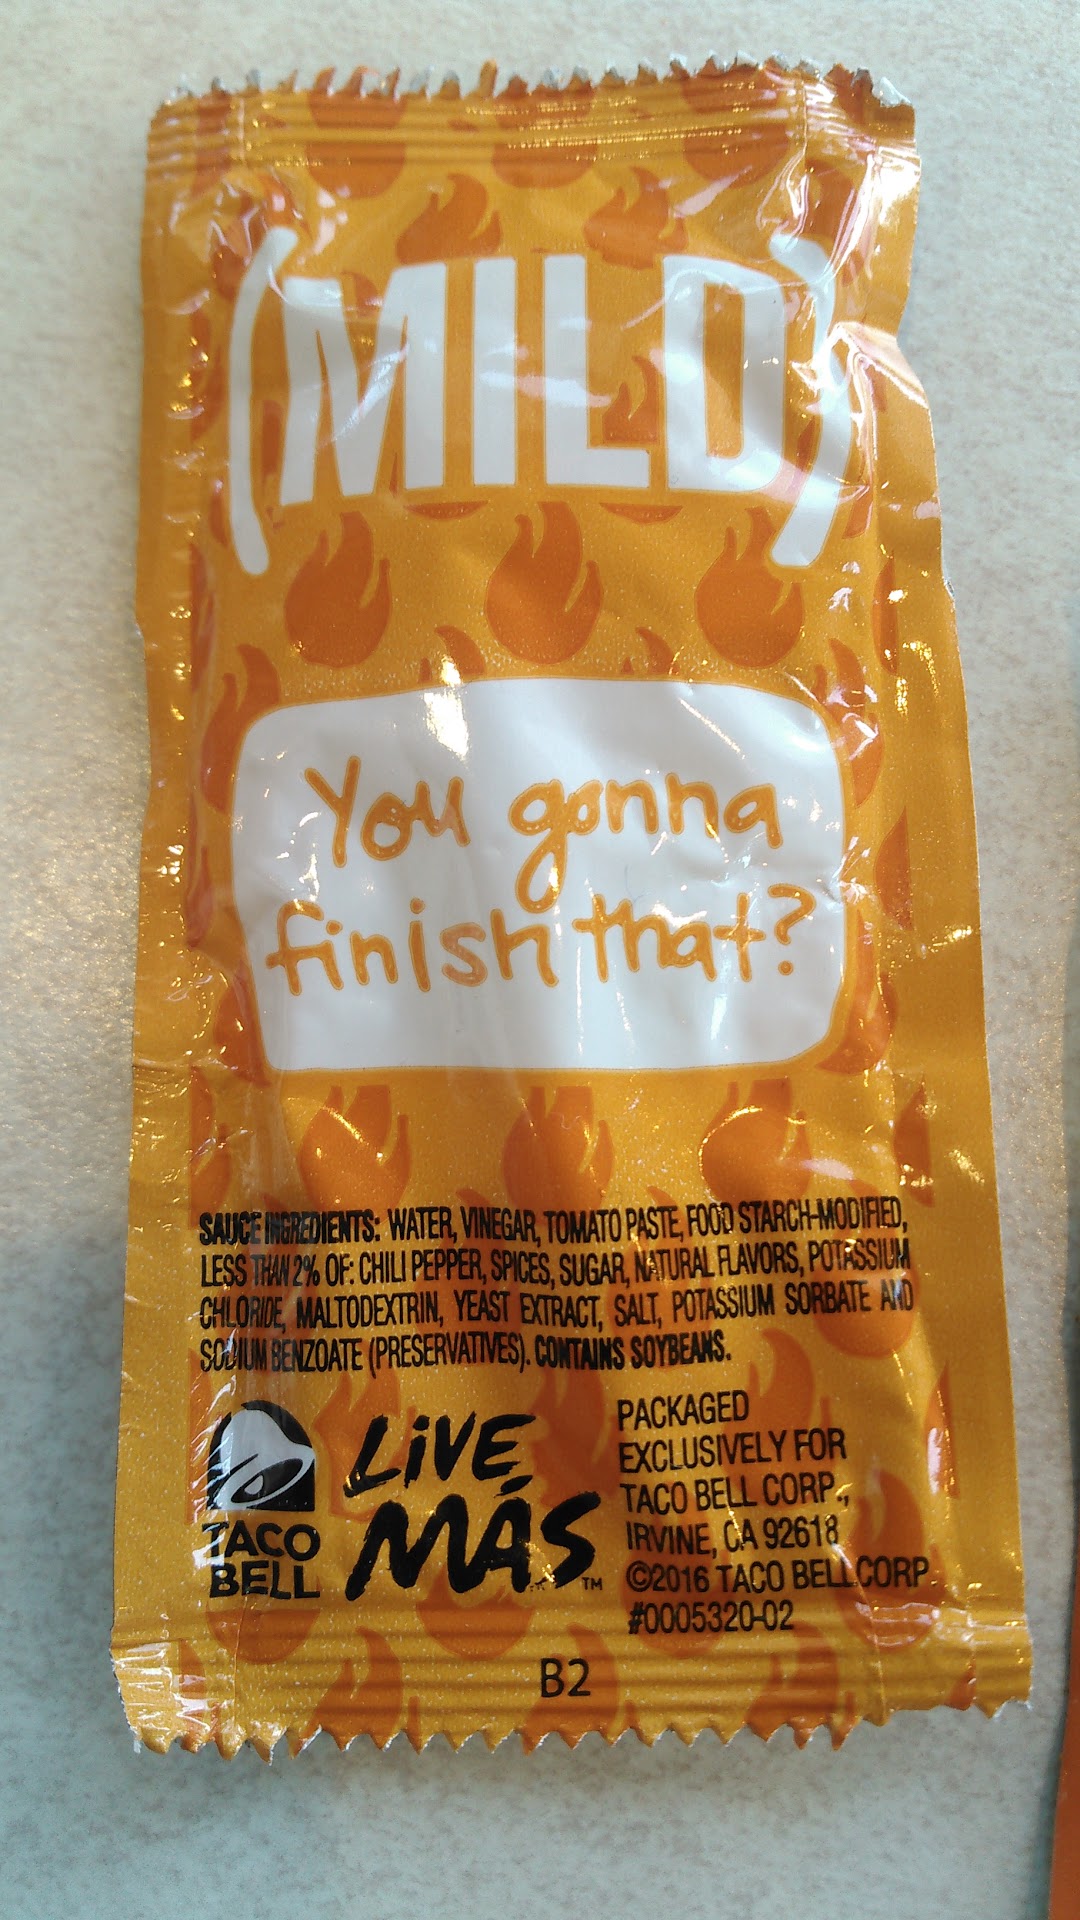 (MILD)
You gonna
finish that?
SAUCE INGREDIENTS: WATER, VINEGAR, TOMATO PASTE, FOOD STARCH-MODIFIED,
LESS THAN 2% OF: CHILI PEPPER, SPICES, SUGAR, NATURAL FLAVORS, POTASSIUM
CHLORIDE, MALTODEXTRIN, YEAST EXTRACT, SALT, POTASSIUM SORBATE AND
SODIUM BENZOATE (PRESERVATIVES). CONTAINS SOYBEANS.
TACO
BELL
LiVE
MÁS™
PACKAGED
EXCLUSIVELY FOR
TACO BELL CORP.,
IRVINE, CA 92618
©2016 TACO BELL CORP.
#0005320-02
B2